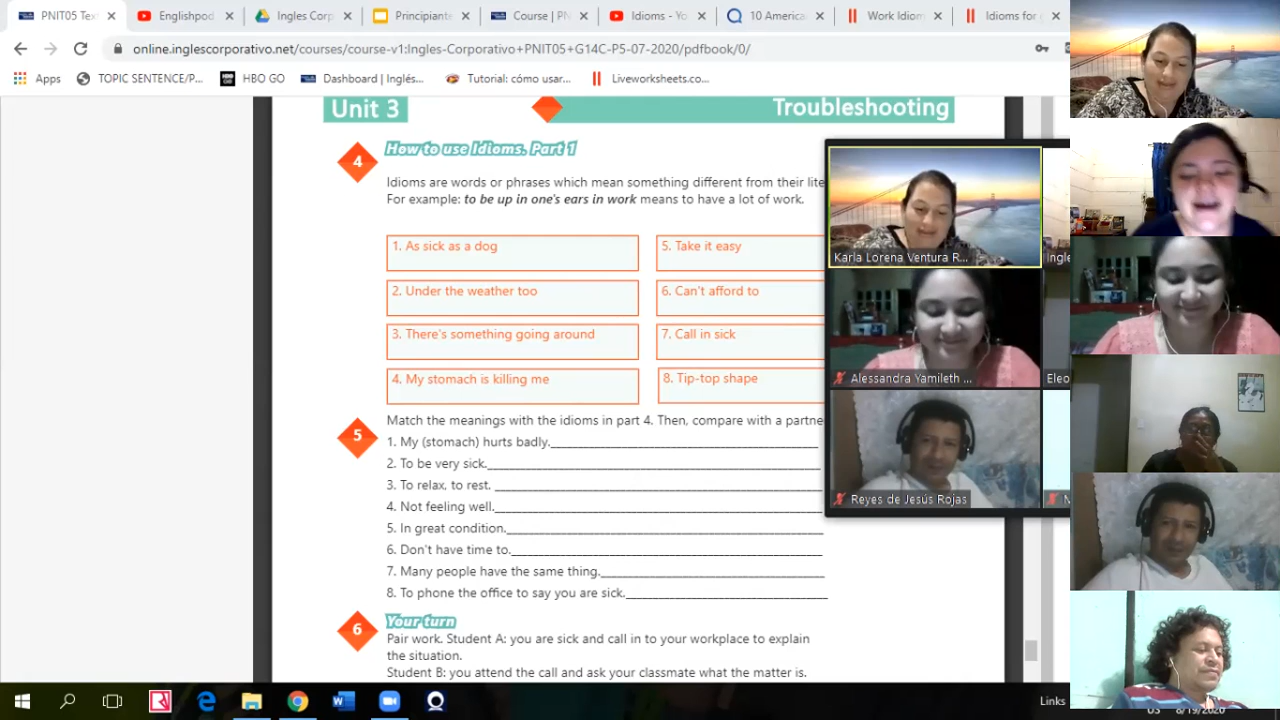 PNIT05 Tex
Englishpod
Ingles Corp
Principiante
Course | PN
Idioms - Yo
10 America
Work Idiom
Idioms for
online.inglescorporativo.net/courses/course-v1:Ingles-Corporativo+PNIT05+G14C-P5-07-2020/pdfbook/0/
Apps
TOPIC SENTENCE/P...
HBO GO
Dashboard | Inglés...
Tutorial: cómo usar...
Liveworksheets.co...
Unit 3
Troubleshooting
4
How to use Idioms. Part 1
Idioms are words or phrases which mean something different from their lite
For example: to be up in one's ears in work means to have a lot of work.
1. As sick as a dog
5. Take it easy
2. Under the weather too
6. Can't afford to
3. There's something going around
7. Call in sick
4. My stomach is killing me
8. Tip-top shape
5
Match the meanings with the idioms in part 4. Then, compare with a partne
1. My (stomach) hurts badly.
2. To be very sick.
3. To relax, to rest.
4. Not feeling well.
5. In great condition.
6. Don't have time to.
7. Many people have the same thing.
8. To phone the office to say you are sick.
6
Your turn
Pair work. Student A: you are sick and call in to your workplace to explain
the situation.
Student B: you attend the call and ask your classmate what the matter is.
Karla Lorena Ventura R...
Ingle
Alessandra Yamileth ...
Eleo
Reyes de Jesús Rojas
M
Links
US 8/19/2020